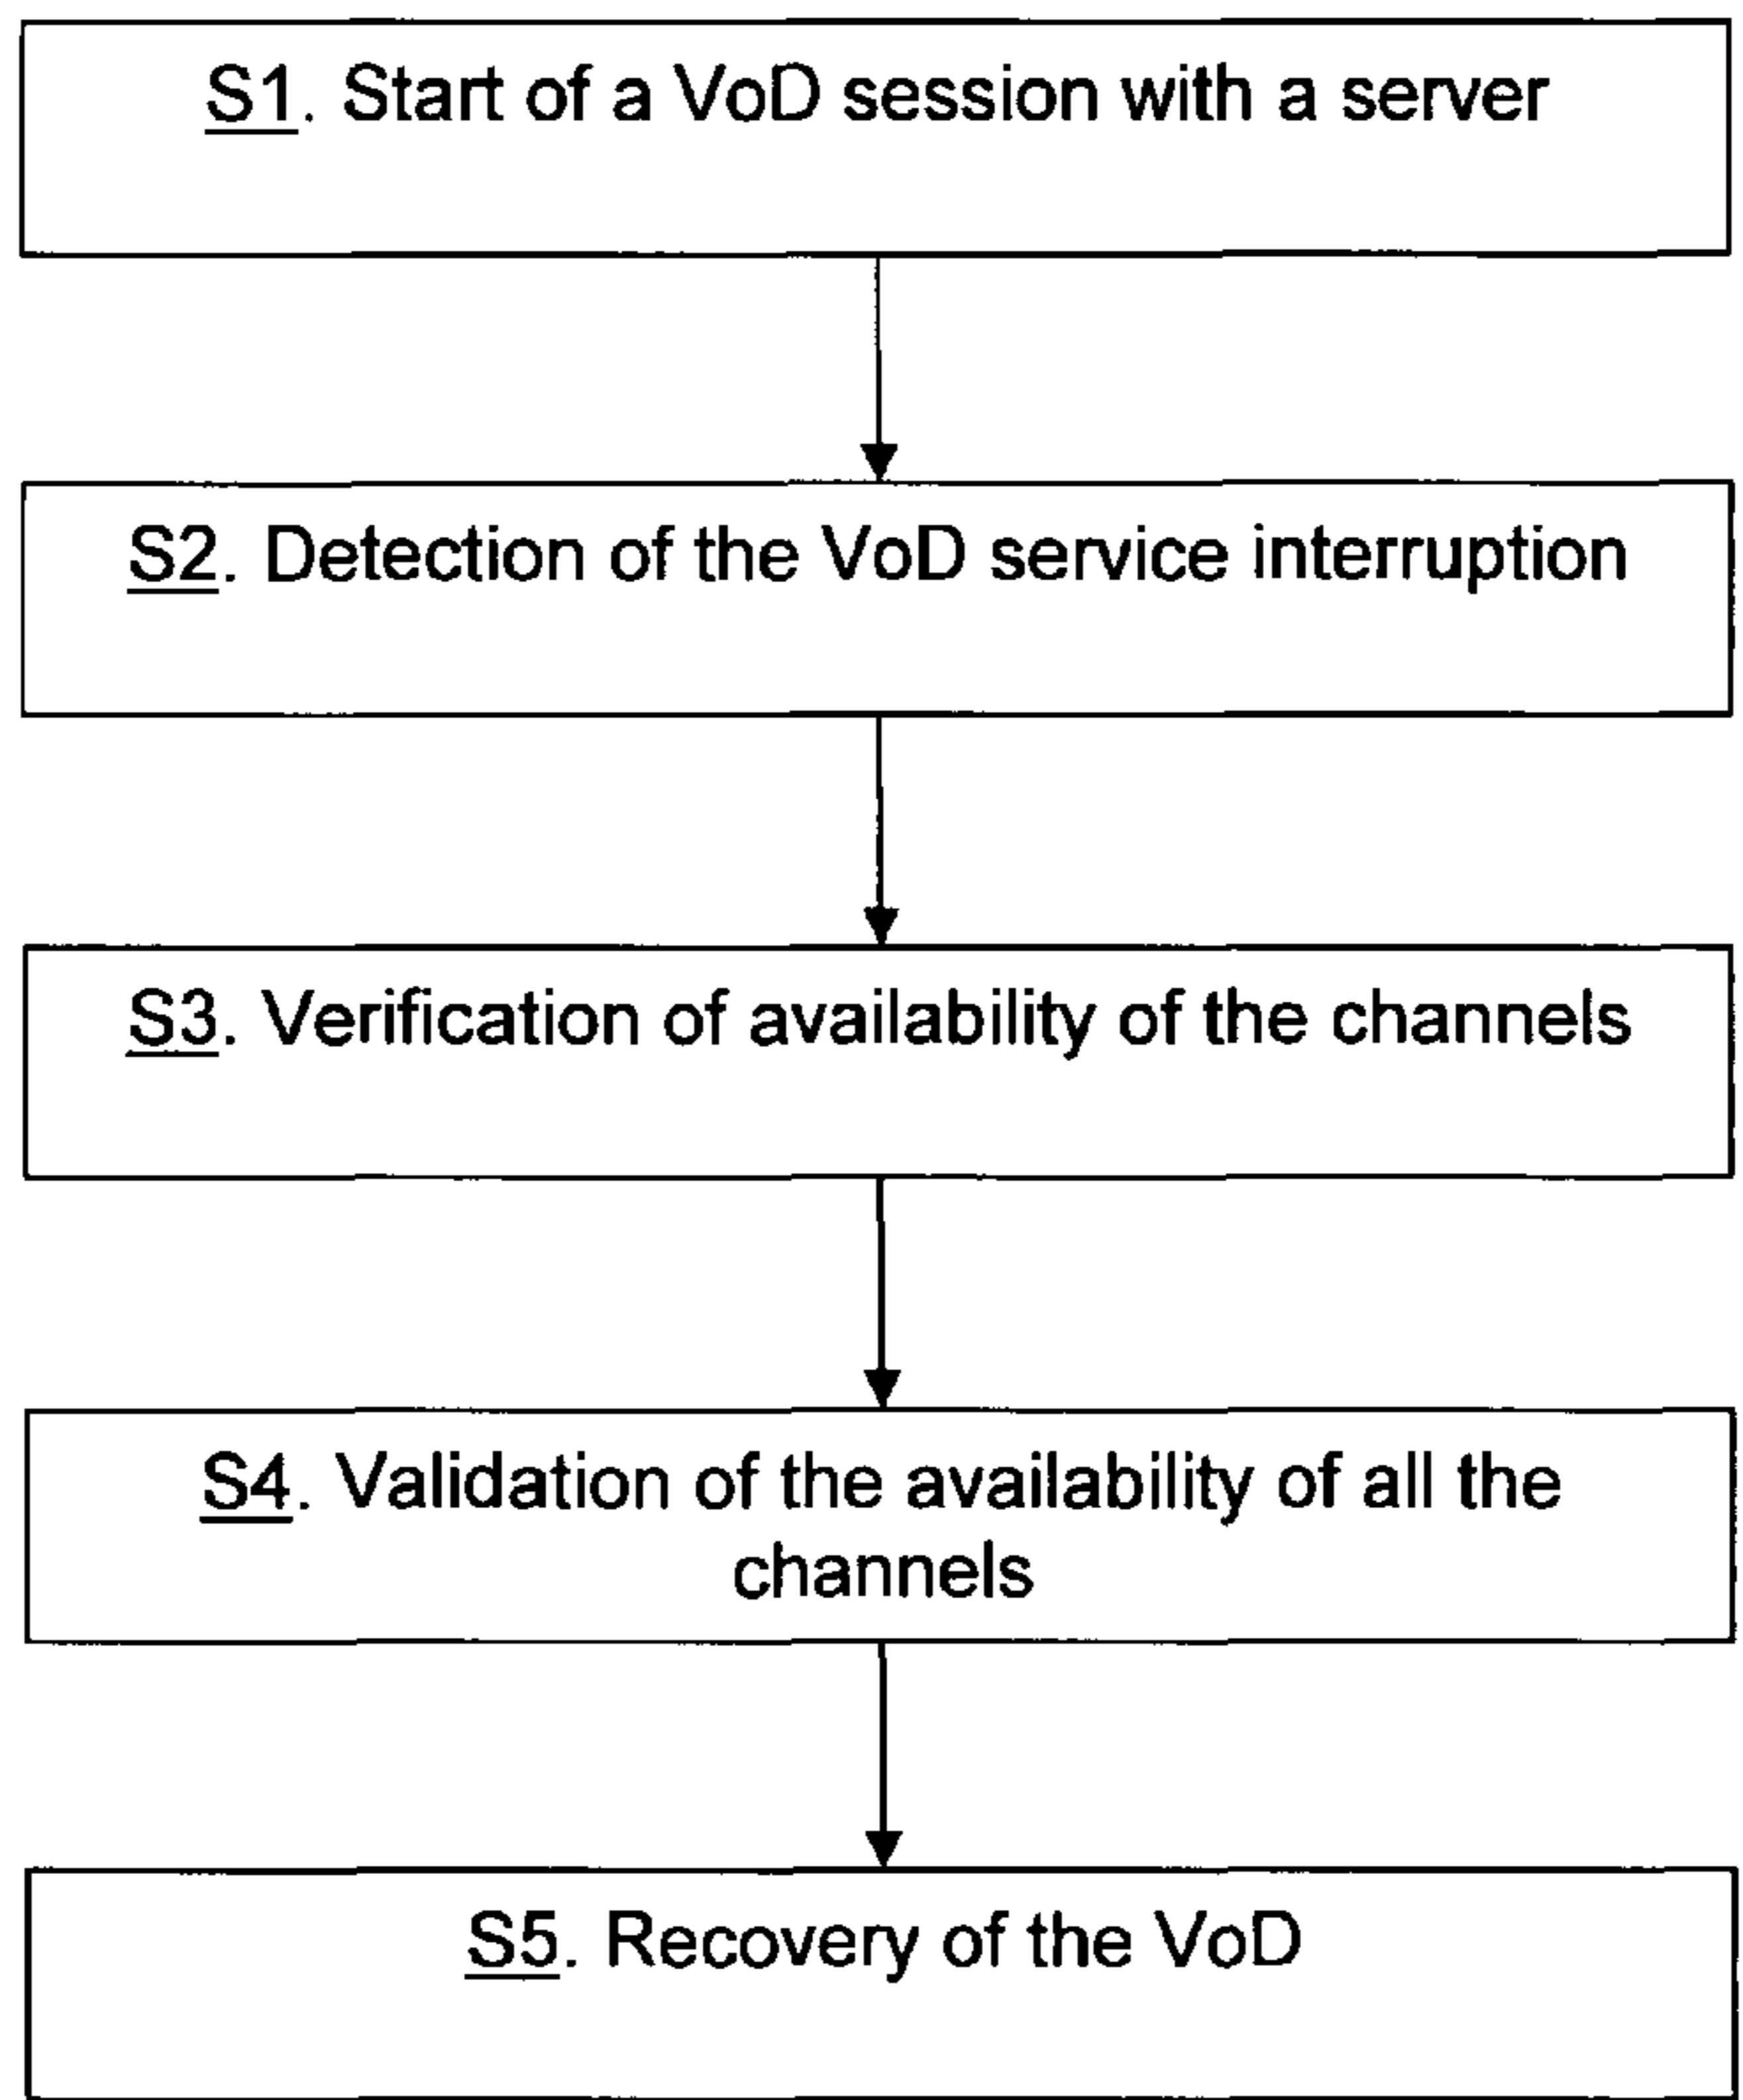 S1. Start of a VoD session with a server
S2. Detection of the VoD service interruption
S3. Verification of availability of the channels
S4. Validation of the availability of all the
channels
S5. Recovery of the VoD